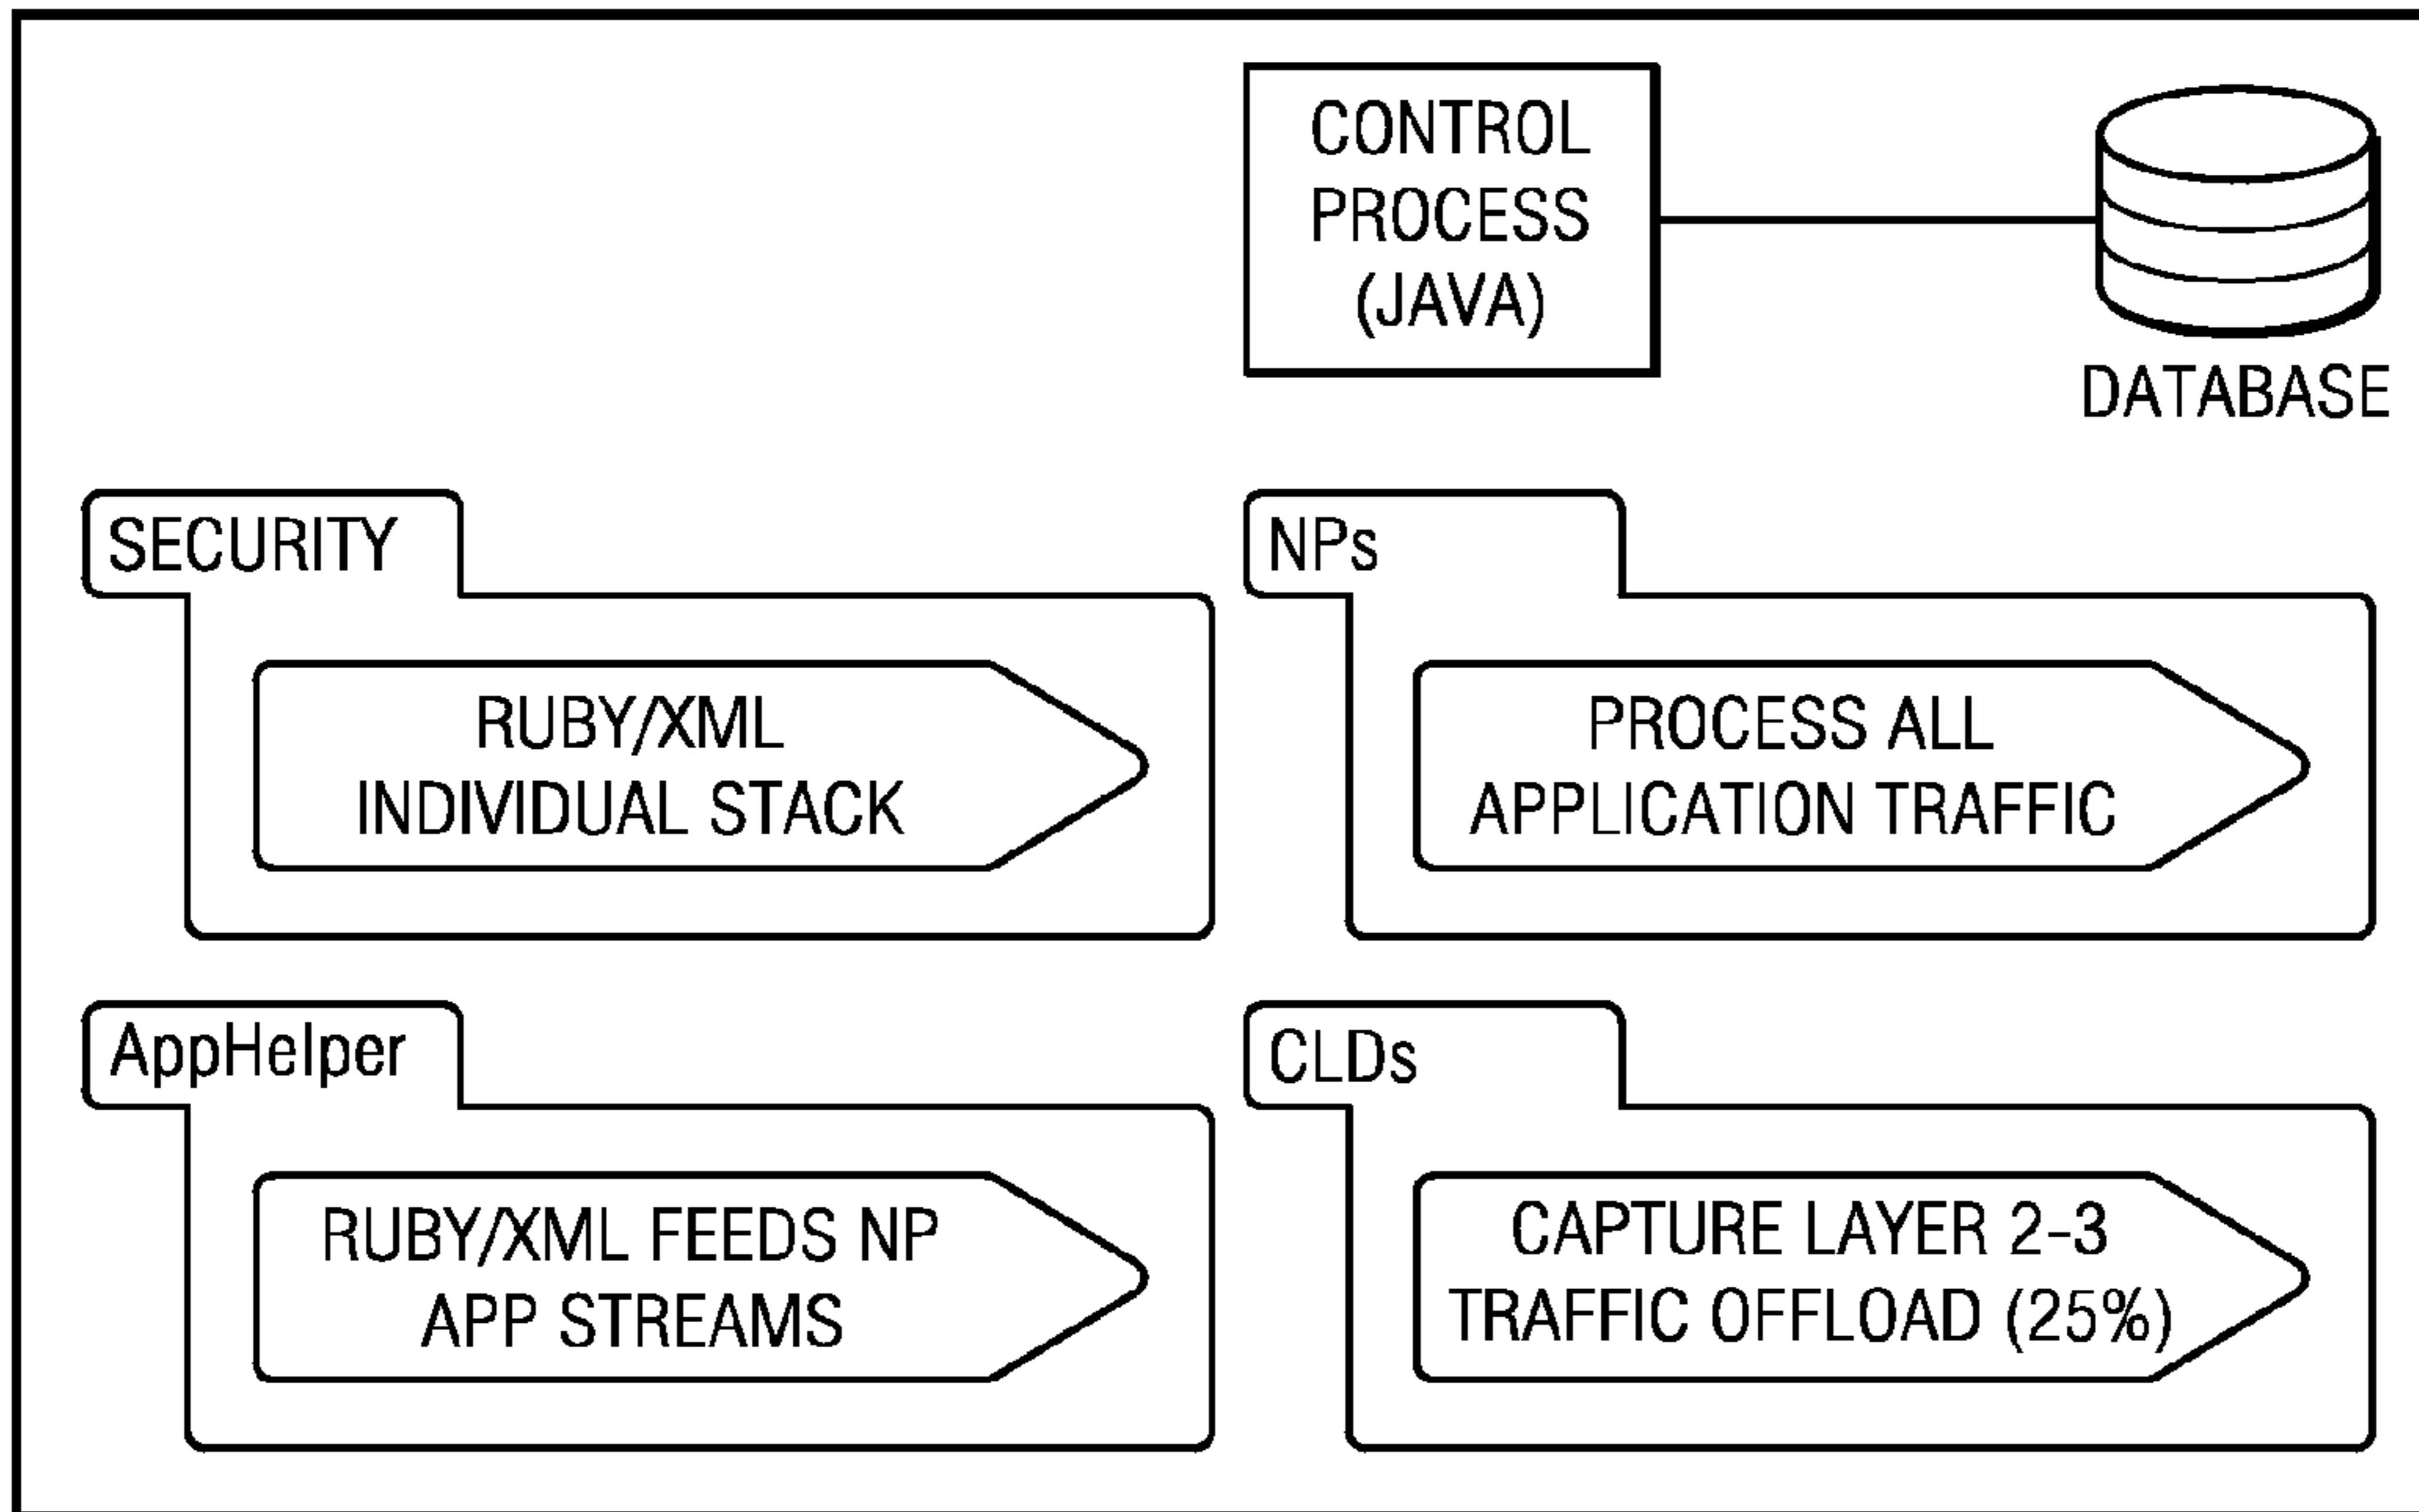 CONTROL
PROCESS
(JAVA)
DATABASE
SECURITY
RUBY/XML
INDIVIDUAL STACK
NPs
PROCESS ALL
APPLICATION TRAFFIC
AppHelper
RUBY/XML FEEDS NP
APP STREAMS
CLDs
CAPTURE LAYER 2-3
TRAFFIC OFFLOAD (25%)